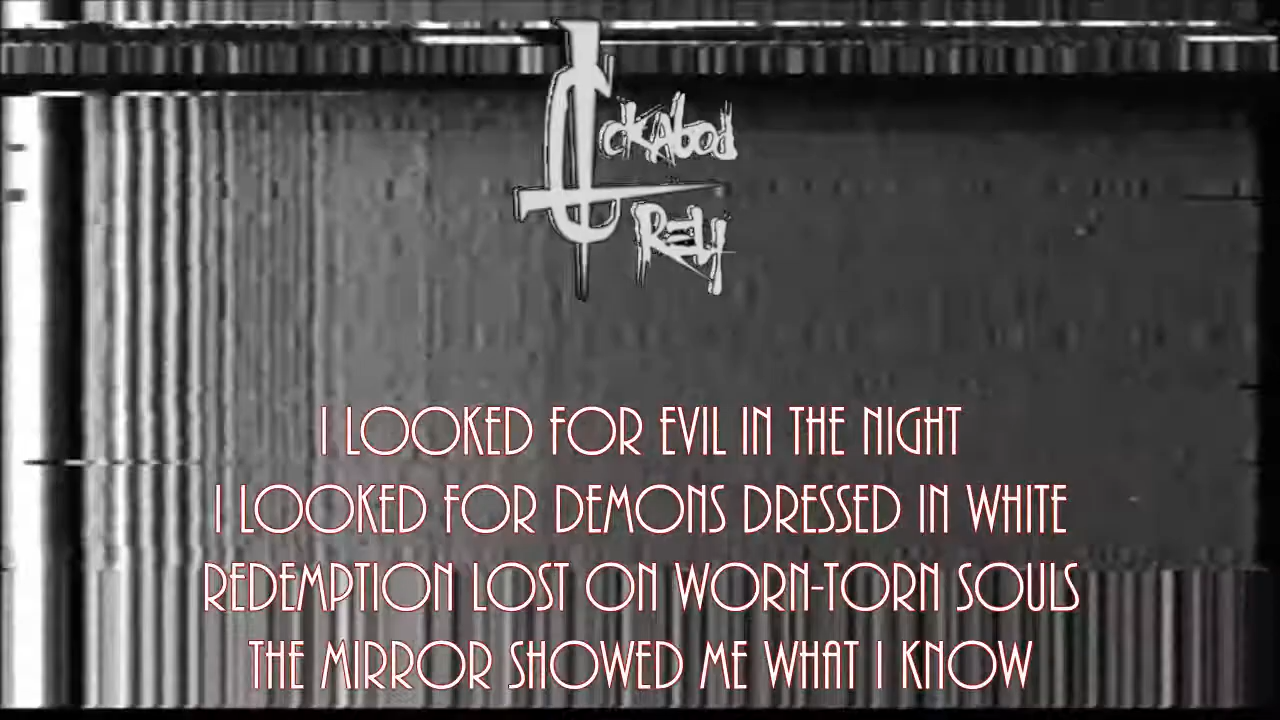 IckAbod
I LOOKED FOR EVIL IN THE NIGHT
I LOOKED FOR DEMONS DRESSED IN WHITE
REDEMPTION LOST ON WORN-TORN SOULS
THE MIRROR SHOWED ME WHAT I KNOW